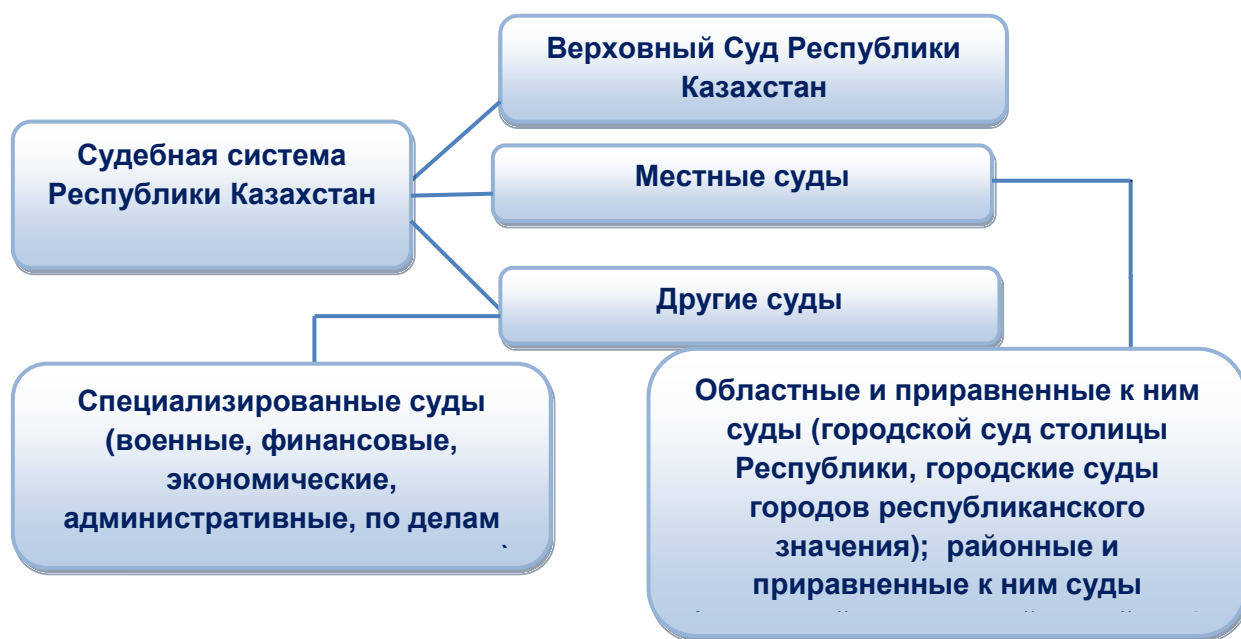 Верховный Суд Республики
Казахстан
Судебная система
Республики Казахстан
Местные суды
Другие суды
Специализированные суды
(военные, финансовые,
экономические,
административные, по делам
Областные и приравненные к ним
суды (городской суд столицы
Республики, городские суды
городов республиканского
значения); районные и
приравненные к ним суды